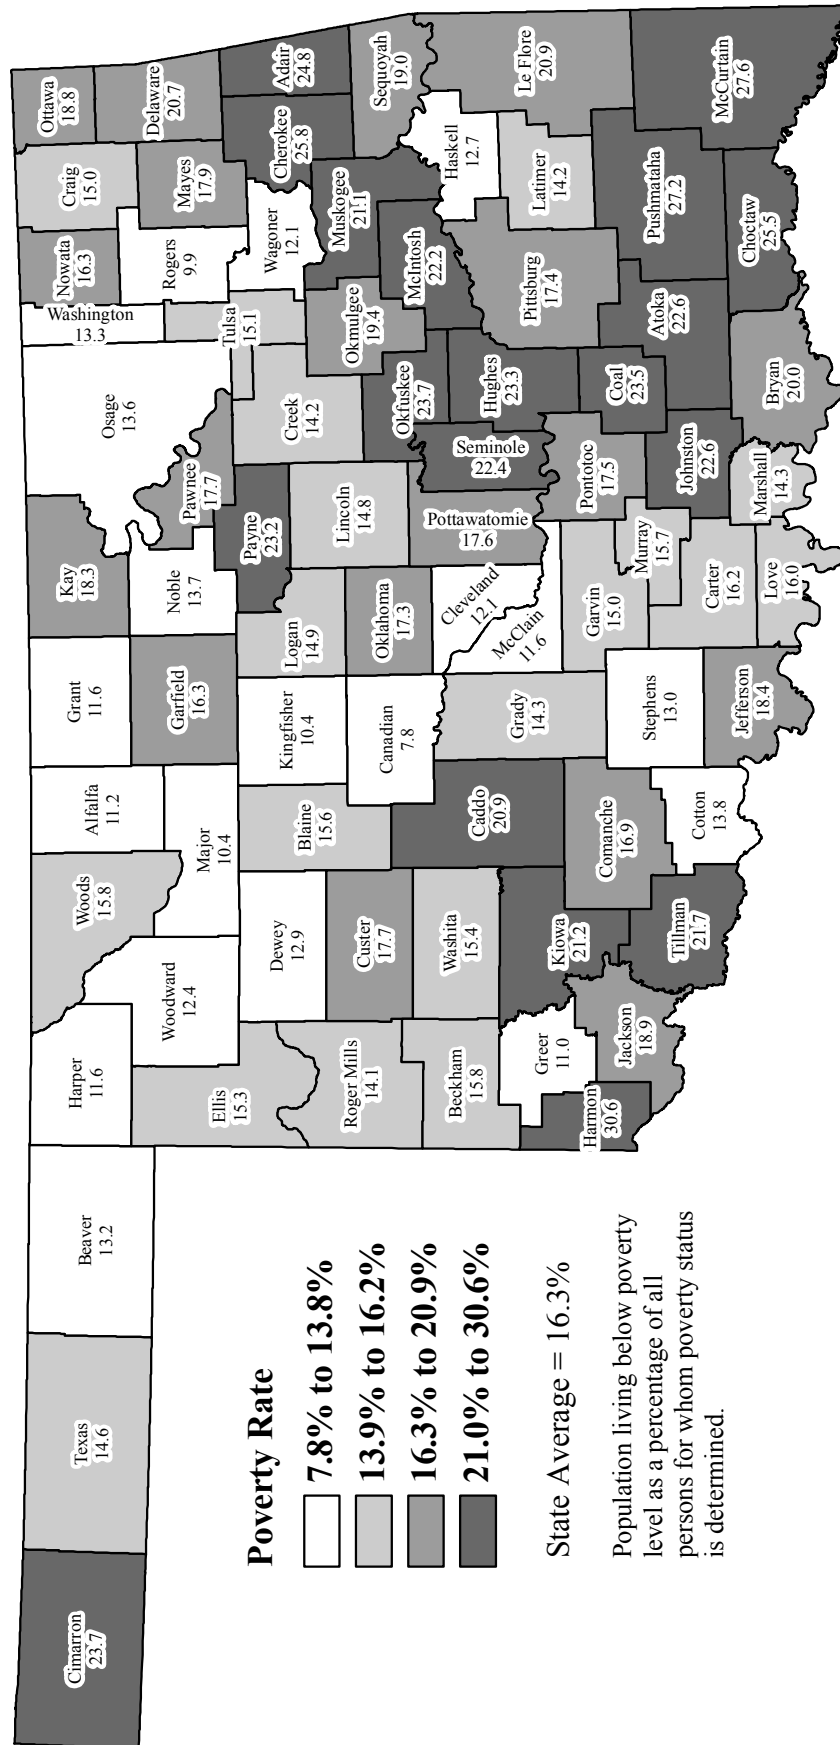 Cimarron
23.7
Texas
14.6
Beaver
13.2
Harper
11.6
Woods
15.8
Alfalfa
11.2
Grant
11.6
Kay
18.3
Osage
13.6
Washington
13.3
Nowata
16.3
Craig
15.0
Ottawa
18.8
Ellis
15.3
Woodward
12.4
Major
10.4
Garfield
16.3
Noble
13.7
Pawnee
17.7
Tulsa
15.1
Rogers
9.9
Mayes
17.9
Delaware
20.7
Roger Mills
14.1
Dewey
12.9
Blaine
15.6
Kingfisher
10.4
Logan
14.9
Payne
23.2
Creek
14.2
Wagoner
12.1
Cherokee
25.8
Adair
24.8
Custer
17.7
Canadian
7.8
Oklahoma
17.3
Lincoln
14.8
Okfuskee
23.7
Okmulgee
19.4
Muskogee
21.1
Sequoyah
19.0
Beckham
15.8
Washita
15.4
Caddo
20.9
Grady
14.3
Cleveland
12.1
McClain
11.6
Pottawatomie
17.6
Seminole
22.4
Hughes
23.3
McIntosh
22.2
Haskell
12.7
Le Flore
20.9
Greer
11.0
Kiowa
21.2
Harmon
30.6
Jackson
18.9
Tillman
21.7
Comanche
16.9
Cotton
13.8
Stephens
13.0
Jefferson
18.4
Garvin
15.0
Murray
15.7
Carter
16.2
Love
16.0
Pontotoc
17.5
Johnston
22.6
Marshall
14.3
Coal
23.5
Pittsburg
17.4
Latimer
14.2
Atoka
22.6
Pushmataha
27.2
Bryan
20.0
Choctaw
25.5
McCurtain
27.6
Poverty Rate
7.8% to 13.8%
13.9% to 16.2%
16.3% to 20.9%
21.0% to 30.6%
State Average = 16.3%
Population living below poverty
level as a percentage of all
persons for whom poverty status
is determined.